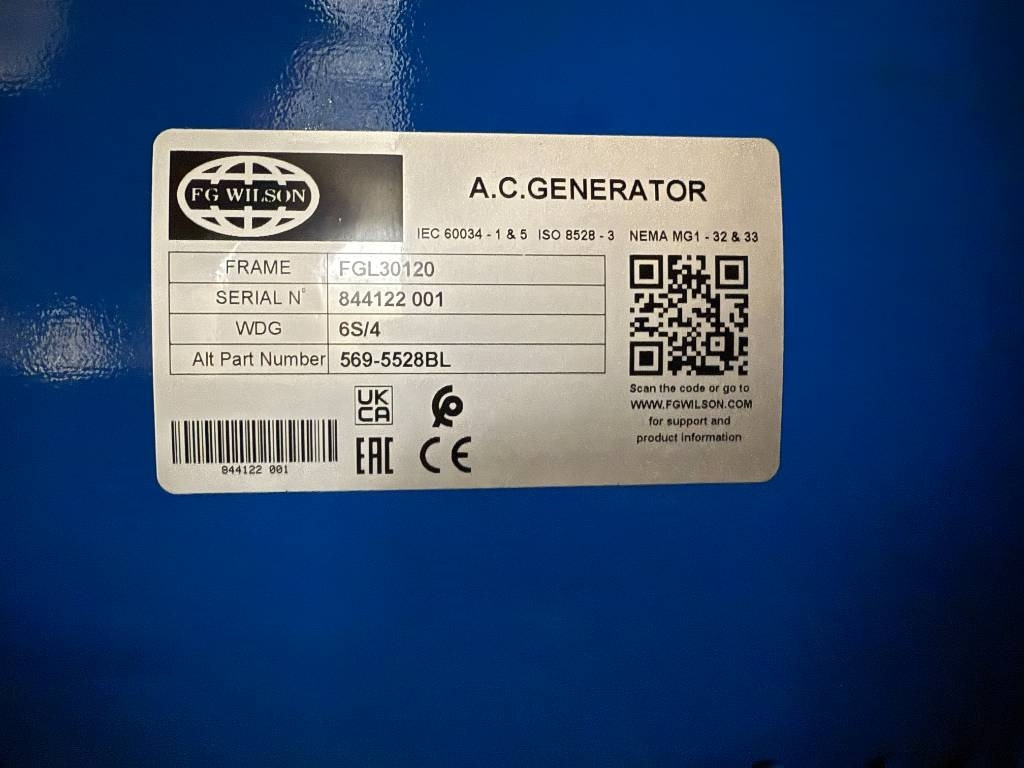 FG WILSON
A.C.GENERATOR
IEC 60034 - 1 & 5 ISO 8528 - 3 NEMA MG1 - 32 & 33
FRAME FGL30120
SERIAL N° 844122 001
WDG 6S/4
Alt Part Number 569-5528BL
Scan the code or go to
WWW.FGWILSON.COM
for support and
product information
UK
CA
EAC CE
844122 001